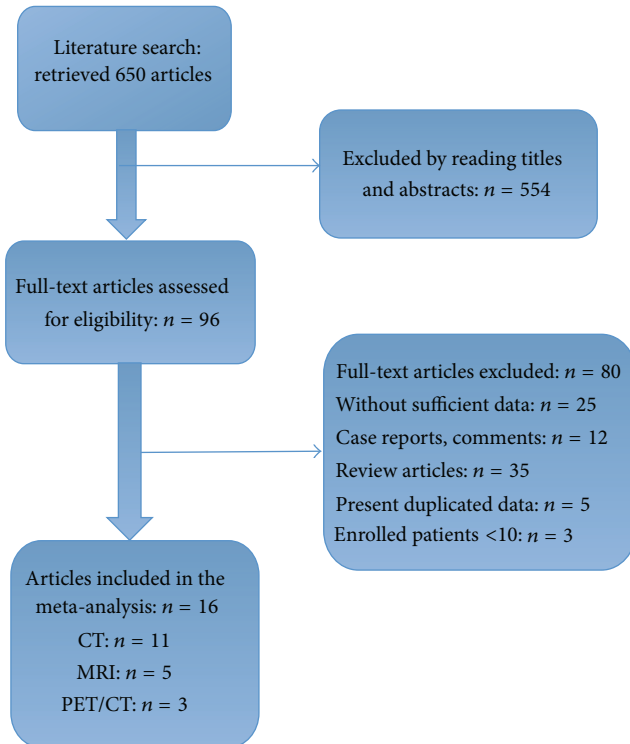 Literature search:
retrieved 650 articles
Excluded by reading titles
and abstracts: n = 554
Full-text articles assessed
for eligibility: n = 96
Full-text articles excluded: n = 80
Without sufficient data: n = 25
Case reports, comments: n = 12
Review articles: n = 35
Present duplicated data: n = 5
Enrolled patients <10: n = 3
Articles included in the
meta-analysis: n = 16
CT: n = 11
MRI: n = 5
PET/CT: n = 3